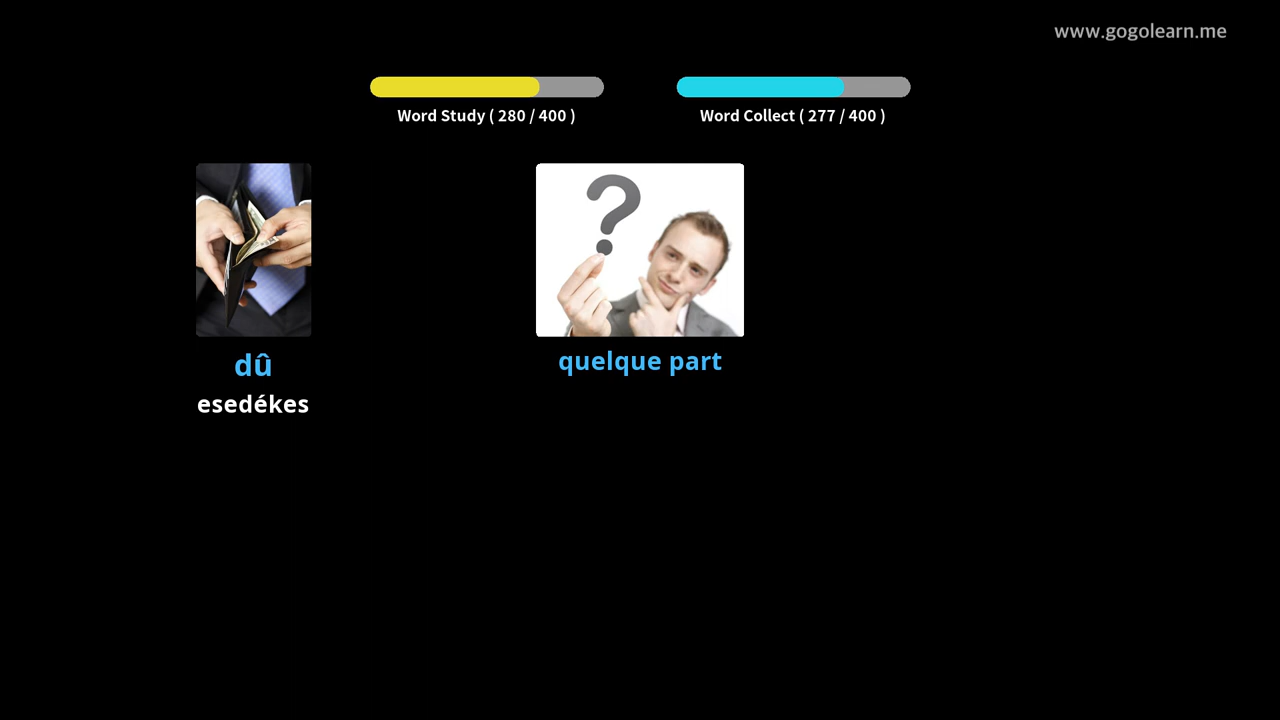 www.gogolearn.me
Word Study ( 280 / 400 )
Word Collect ( 277 / 400 )
dû
quelque part
esedékes